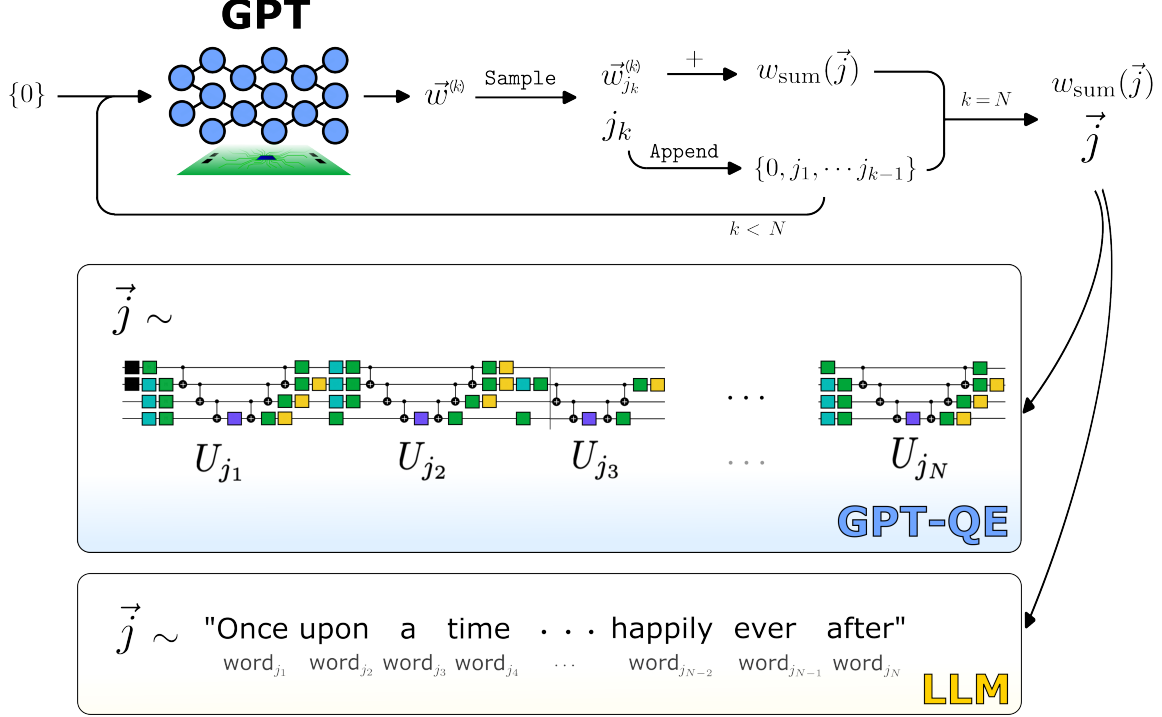 GPT
{0}
w⃗⁽ᵏ⁾
Sample
w⃗_{j_k}^{(k)}
+
w_sum(j⃗)
j_k
Append
{0, j_1, ⋯ j_{k−1}}
k = N
k < N
w_sum(j⃗)
j⃗
j⃗ ∼
...
U_{j_1} U_{j_2} U_{j_3} ... U_{j_N}
GPT-QE
j⃗ ∼ "Once upon a time ... happily ever after"
word_{j_1} word_{j_2} word_{j_3} word_{j_4} ... word_{j_{N−2}} word_{j_{N−1}} word_{j_N}
LLM